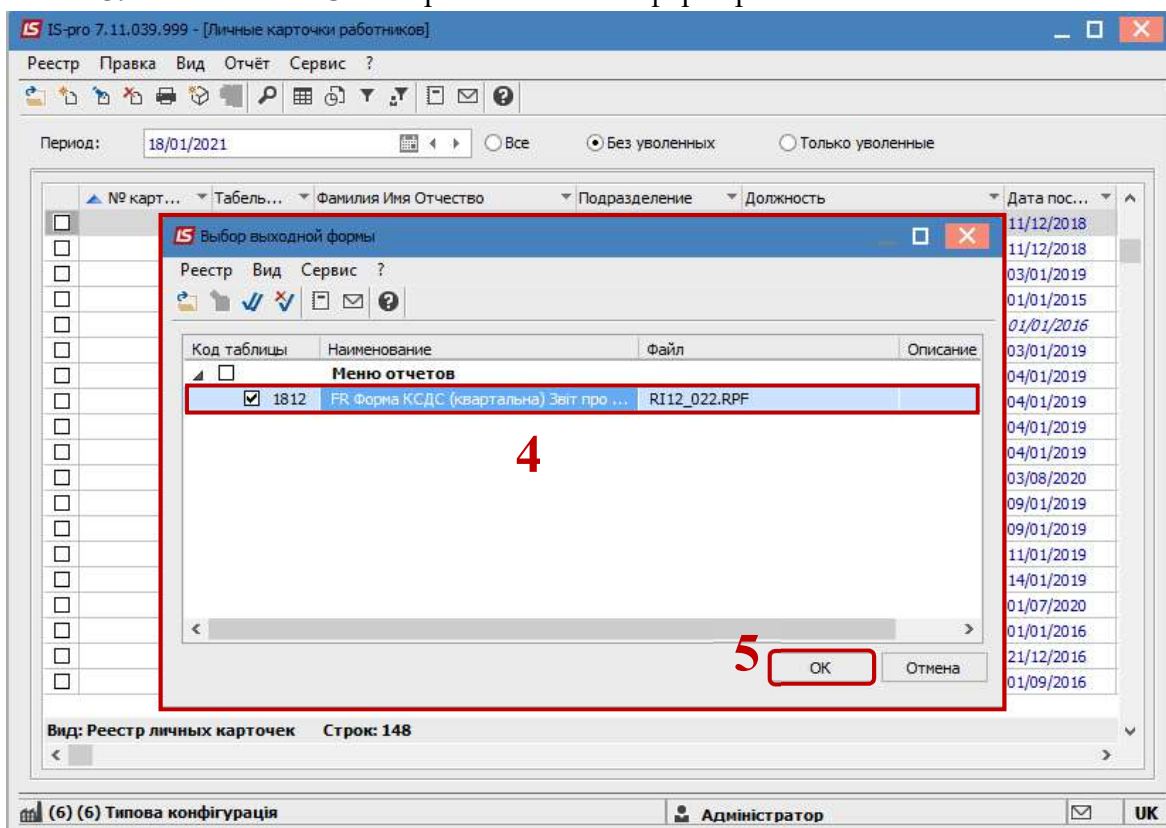 IS-pro 7.11.039.999 - [Личные карточки работников]
Реестр Правка Вид Отчёт Сервис ?
Период: 18/01/2021 Все Без уволенных Только уволенные
№ карт... Табель... Фамилия Имя Отчество Подразделение Должность Дата пос...
11/12/2018
Выбор выходной формы
11/12/2018
Реестр Вид Сервис ?
03/01/2019
01/01/2015
01/01/2016
Код таблицы Наименование Файл Описание
03/01/2019
Меню отчетов
04/01/2019
1812 FR Форма КСДС (квартальна) Звіт про ... RI12_022.RPF
04/01/2019
04/01/2019
4
04/01/2019
03/08/2020
09/01/2019
09/01/2019
11/01/2019
14/01/2019
01/07/2020
01/01/2016
5
OK Отмена
21/12/2016
01/09/2016
Вид: Реестр личных карточек Строк: 148
(6) (6) Типова конфігурація Адміністратор UK